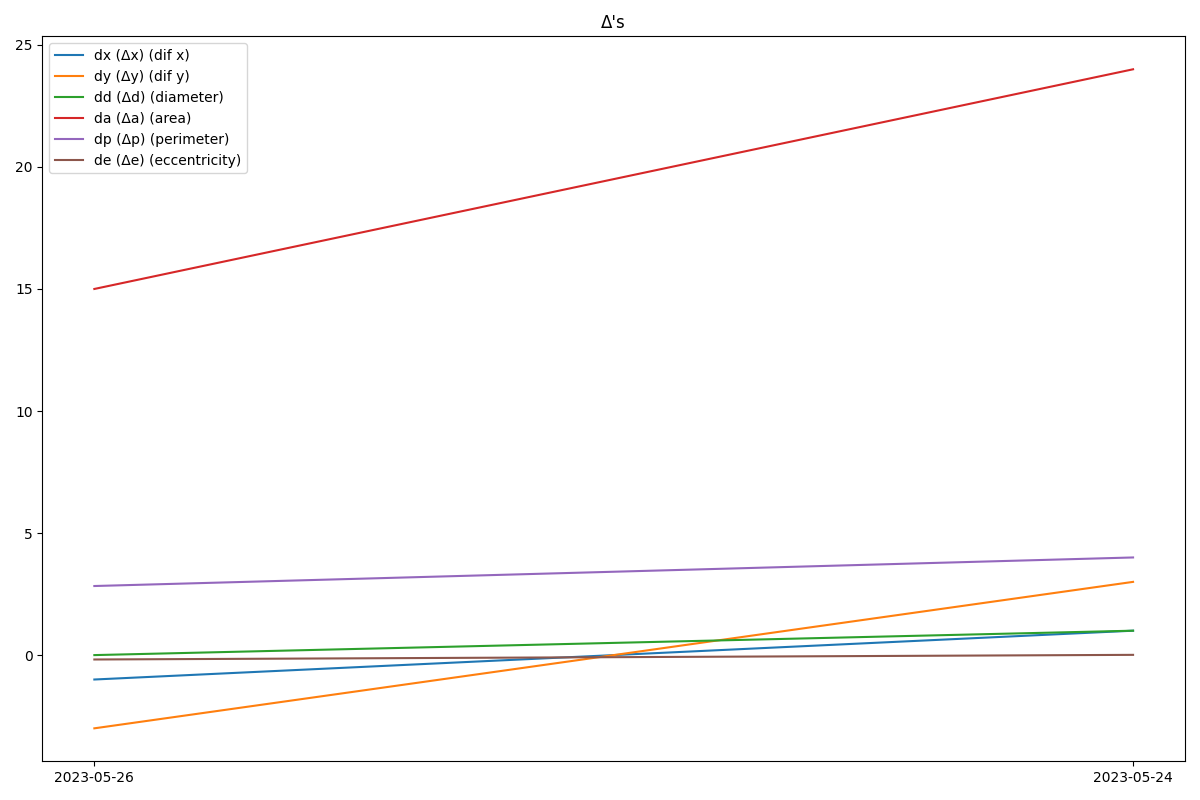 Δ's
25
20
15
10
5
0
dx (Δx) (dif x)
dy (Δy) (dif y)
dd (Δd) (diameter)
da (Δa) (area)
dp (Δp) (perimeter)
de (Δe) (eccentricity)
2023-05-26
2023-05-24